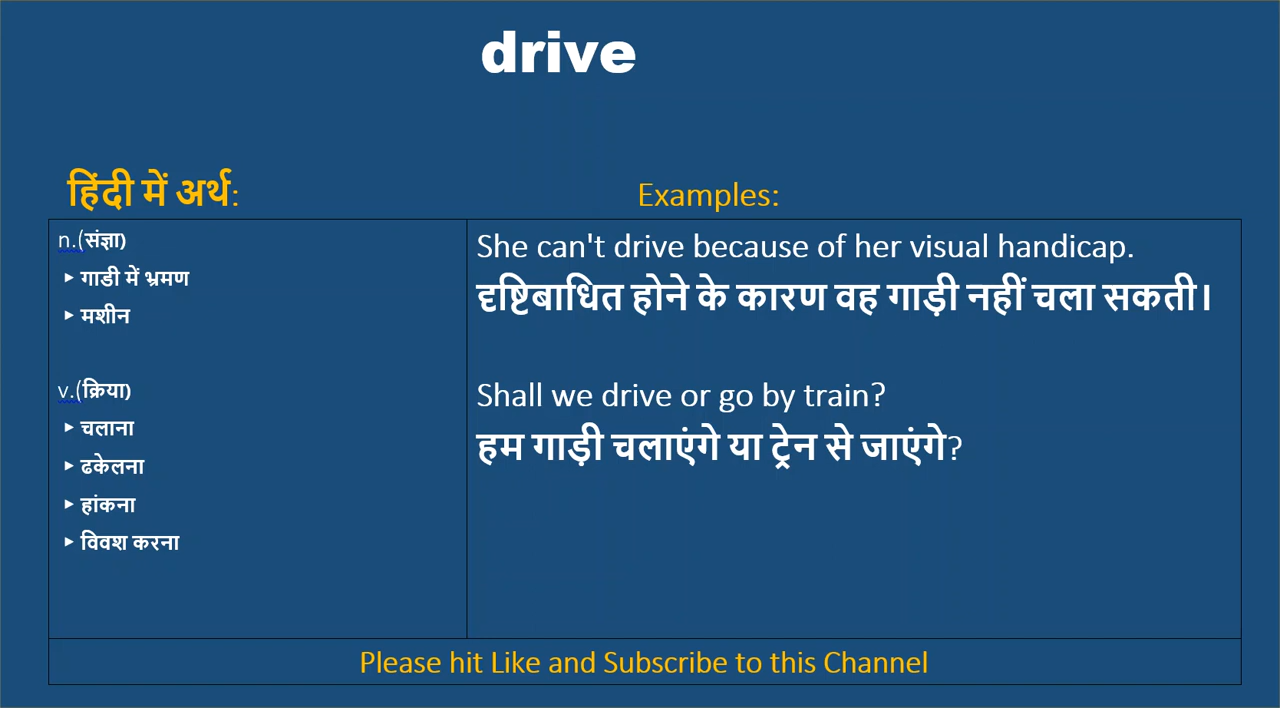 drive
हिंदी में अर्थ:
Examples:
n.(संज्ञा)
गाडी में भ्रमण
मशीन
v.(क्रिया)
चलाना
ढकेलना
हांकना
विवश करना
She can't drive because of her visual handicap.
दृष्टिबाधित होने के कारण वह गाड़ी नहीं चला सकती।
Shall we drive or go by train?
हम गाड़ी चलाएंगे या ट्रेन से जाएंगे?
Please hit Like and Subscribe to this Channel